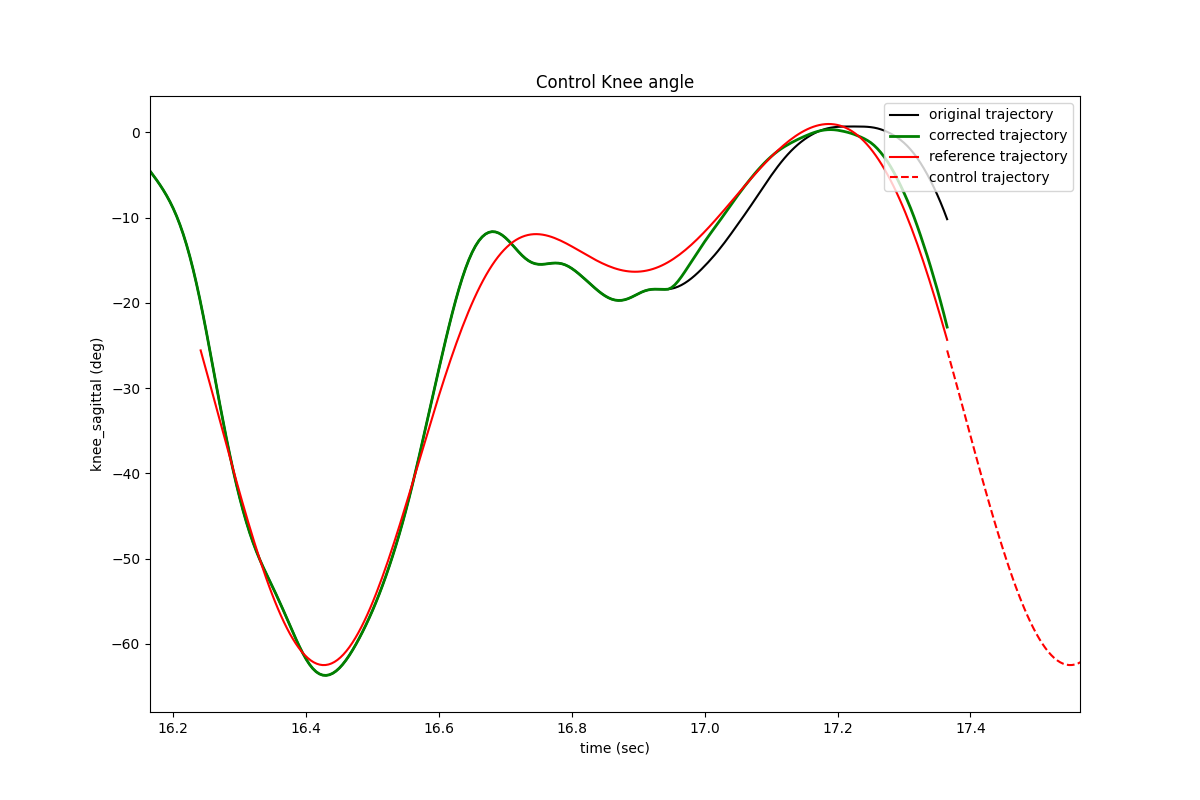 Control Knee angle
original trajectory
corrected trajectory
reference trajectory
control trajectory
0
−10
−20
−30
−40
−50
−60
knee_sagittal (deg)
16.2 16.4 16.6 16.8 17.0 17.2 17.4
time (sec)